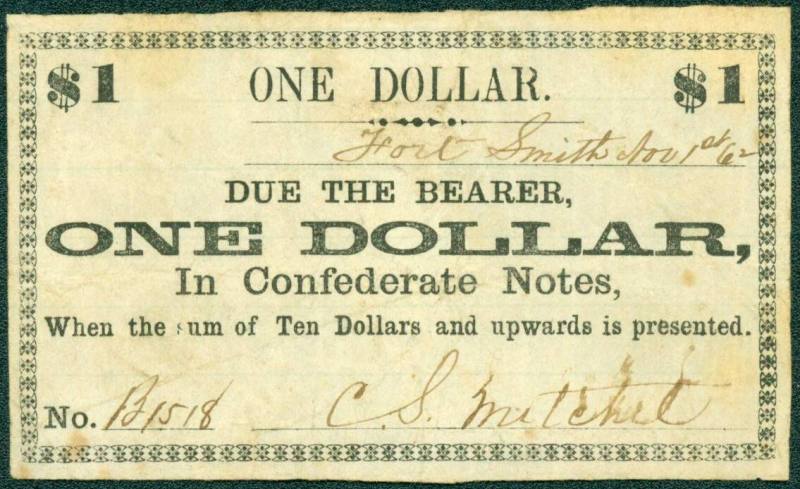 $1 ONE DOLLAR. $1
Fort Smith Nov 1st 62
DUE THE BEARER,
ONE DOLLAR,
In Confederate Notes,
When the sum of Ten Dollars and upwards is presented.
No. B1518 C. S. Mitchel